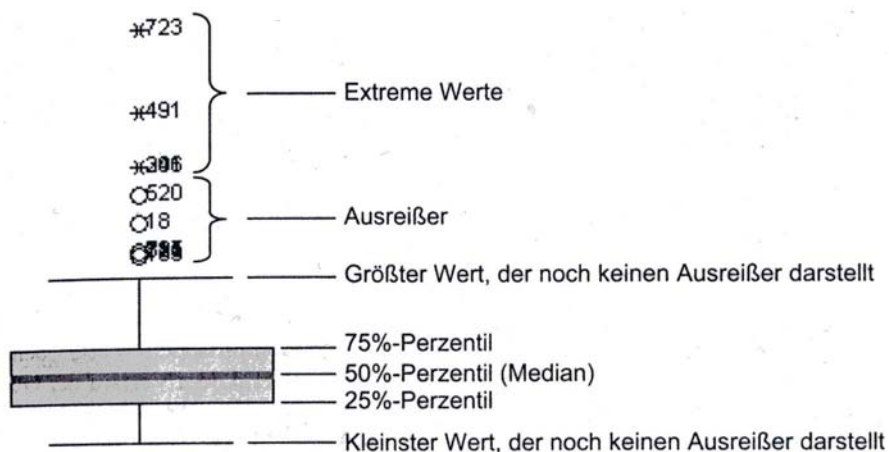 723
Extreme Werte
491
520
18
Ausreißer
Größter Wert, der noch keinen Ausreißer darstellt
75%-Perzentil
50%-Perzentil (Median)
25%-Perzentil
Kleinster Wert, der noch keinen Ausreißer darstellt